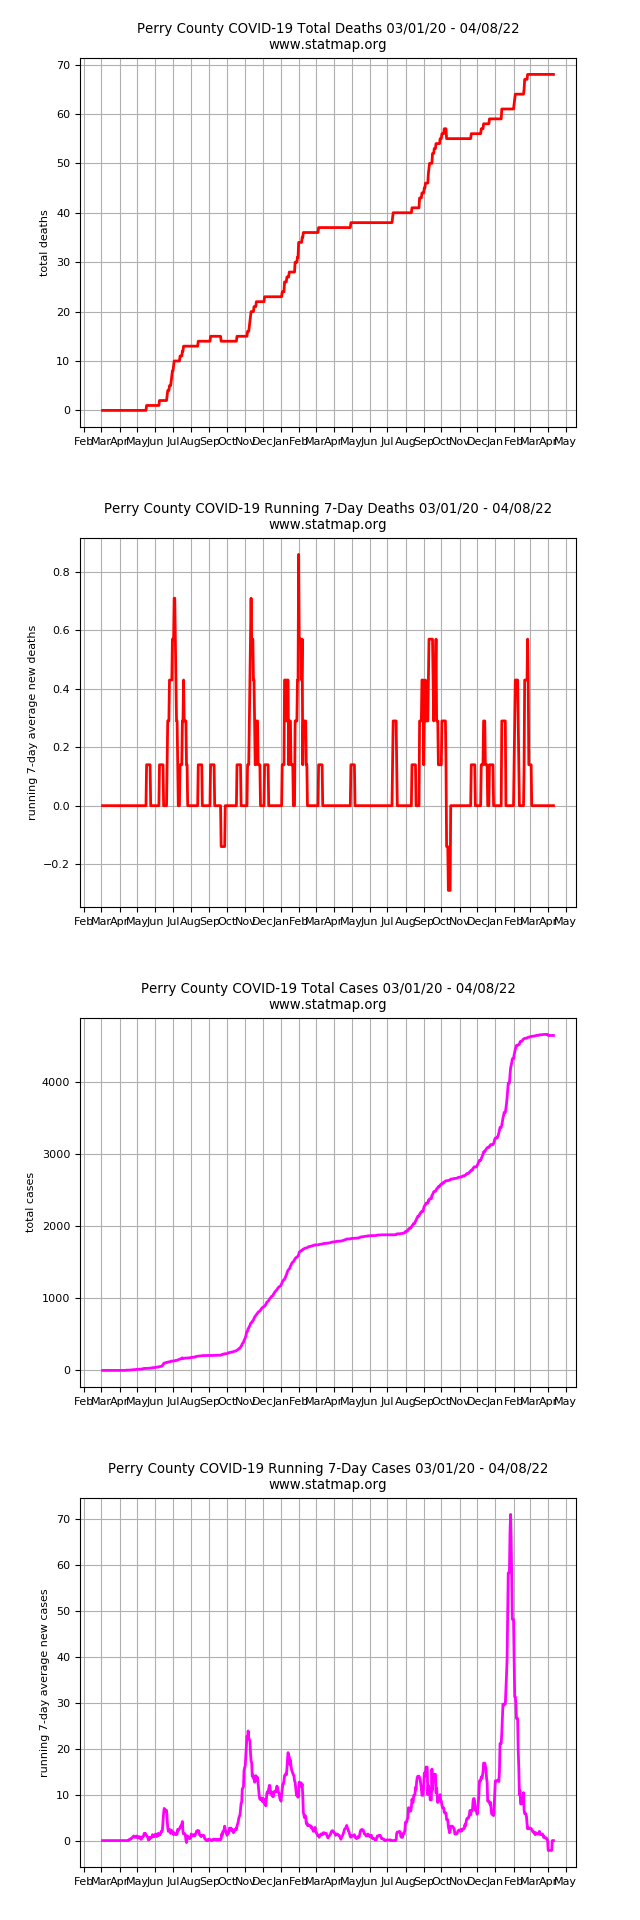 Perry County COVID-19 Total Deaths 03/01/20 - 04/08/22
www.statmap.org
70
60
50
40
30
20
10
0
total deaths
Feb Mar Apr May Jun Jul Aug Sep Oct Nov Dec Jan Feb Mar Apr May Jun Jul Aug Sep Oct Nov Dec Jan Feb Mar Apr May
Perry County COVID-19 Running 7-Day Deaths 03/01/20 - 04/08/22
www.statmap.org
0.8
0.6
0.4
0.2
0.0
−0.2
running 7-day average new deaths
Feb Mar Apr May Jun Jul Aug Sep Oct Nov Dec Jan Feb Mar Apr May Jun Jul Aug Sep Oct Nov Dec Jan Feb Mar Apr May
Perry County COVID-19 Total Cases 03/01/20 - 04/08/22
www.statmap.org
4000
3000
2000
1000
0
total cases
Feb Mar Apr May Jun Jul Aug Sep Oct Nov Dec Jan Feb Mar Apr May Jun Jul Aug Sep Oct Nov Dec Jan Feb Mar Apr May
Perry County COVID-19 Running 7-Day Cases 03/01/20 - 04/08/22
www.statmap.org
70
60
50
40
30
20
10
0
running 7-day average new cases
Feb Mar Apr May Jun Jul Aug Sep Oct Nov Dec Jan Feb Mar Apr May Jun Jul Aug Sep Oct Nov Dec Jan Feb Mar Apr May